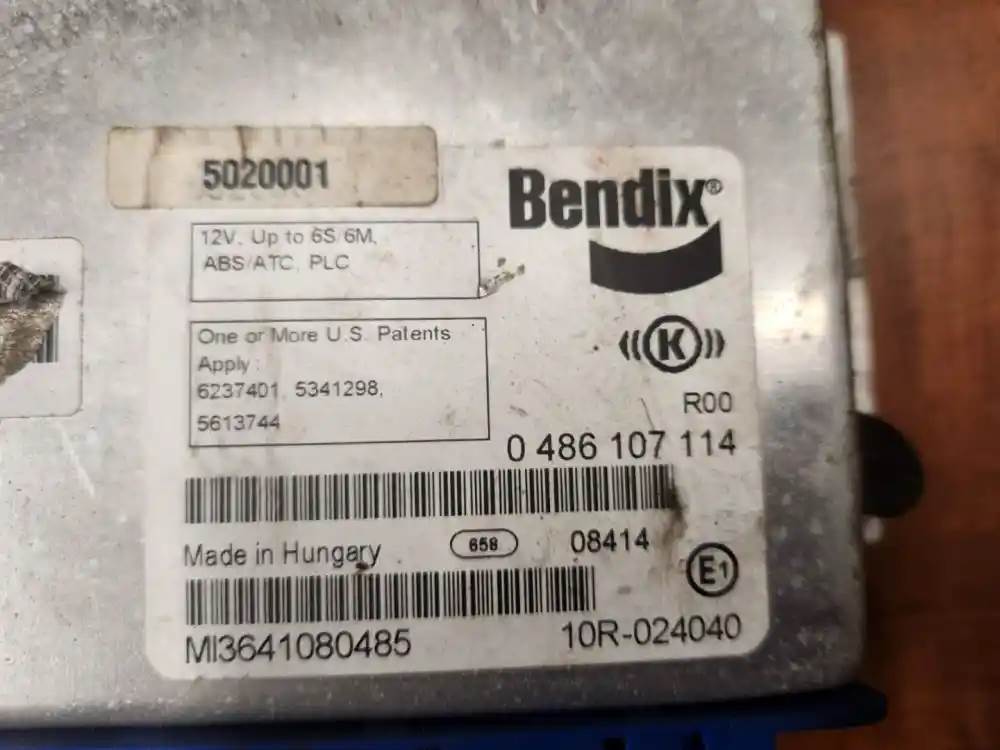 5020001
Bendix®
12V, Up to 6S/6M,
ABS/ATC, PLC
One or More U.S. Patents
Apply :
6237401, 5341298,
5613744
K
R00
0 486 107 114
Made in Hungary
658
08414
E1
MI3641080485
10R-024040